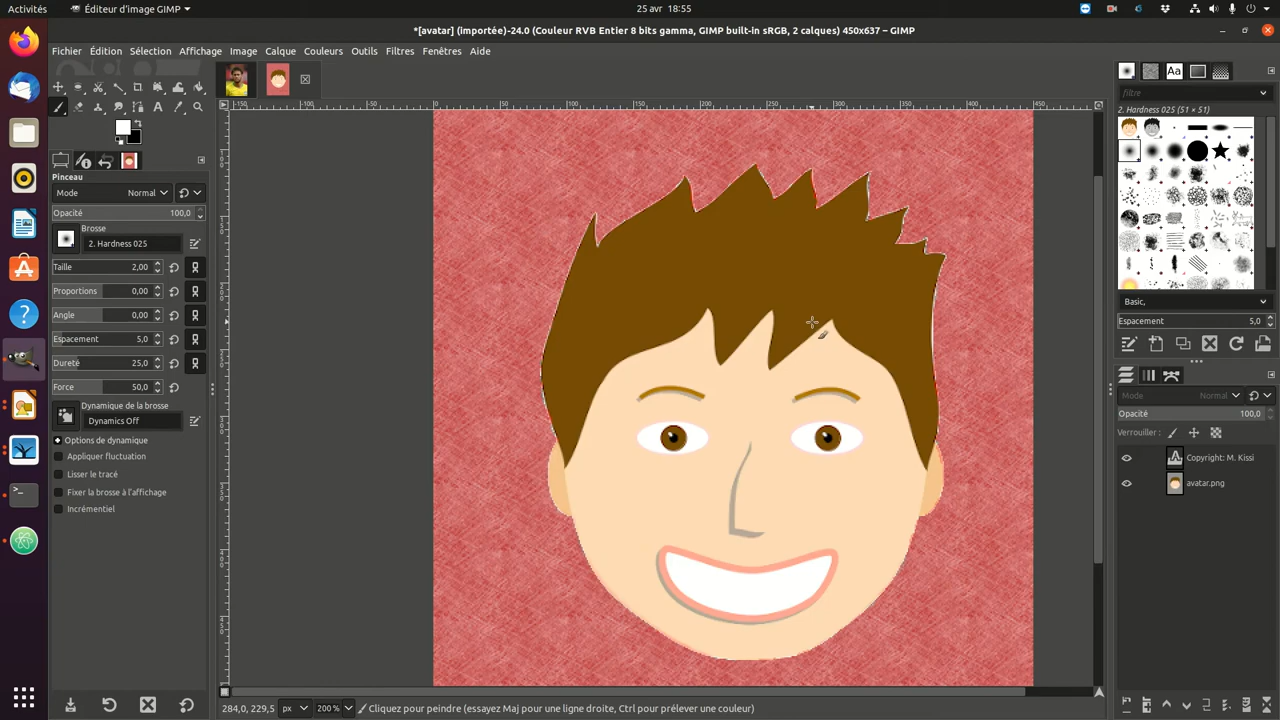 Activités
Éditeur d'image GIMP
25 avr 18:55
*[avatar] (importée)-24.0 (Couleur RVB Entier 8 bits gamma, GIMP built-in sRGB, 2 calques) 450x637 – GIMP
Fichier Édition Sélection Affichage Image Calque Couleurs Outils Filtres Fenêtres Aide
Aa
filtre
2. Hardness 025 (51 × 51)
Pinceau
Mode Normal
Opacité 100,0
Brosse
2. Hardness 025
Taille 2,00
Proportions 0,00
Angle 0,00
Espacement 5,0
Dureté 25,0
Force 50,0
Dynamique de la brosse
Dynamics Off
Options de dynamique
Appliquer fluctuation
Lisser le tracé
Fixer la brosse à l'affichage
Incrémentiel
Basic,
Espacement 5,0
Mode Normal
Opacité 100,0
Verrouiller :
Copyright: M. Kissi
avatar.png
284,0, 229,5 px 200 % Cliquez pour peindre (essayez Maj pour une ligne droite, Ctrl pour prélever une couleur)